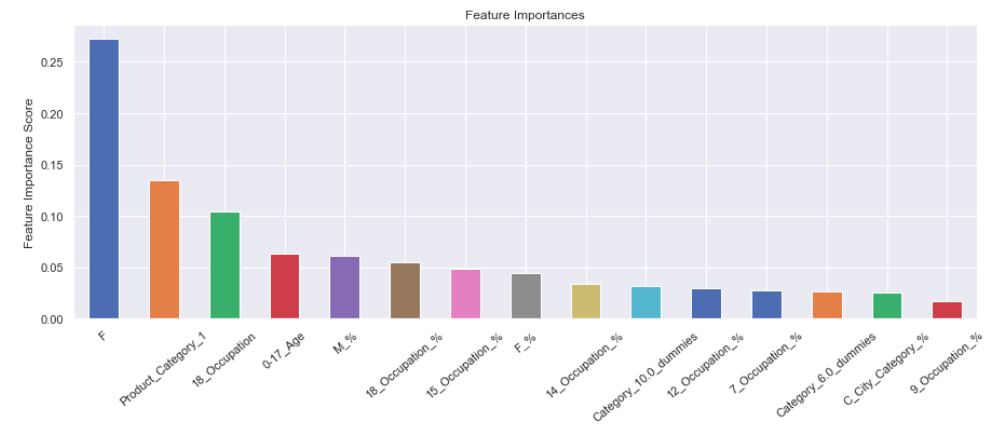 Feature Importances
Feature Importance Score
0.25
0.20
0.15
0.10
0.05
0.00
F
Product_Category_1
18_Occupation
0-17_Age
M_%
18_Occupation_%
15_Occupation_%
F_%
14_Occupation_%
Category_10.0_dummies
12_Occupation_%
7_Occupation_%
Category_6.0_dummies
C_City_Category_%
9_Occupation_%